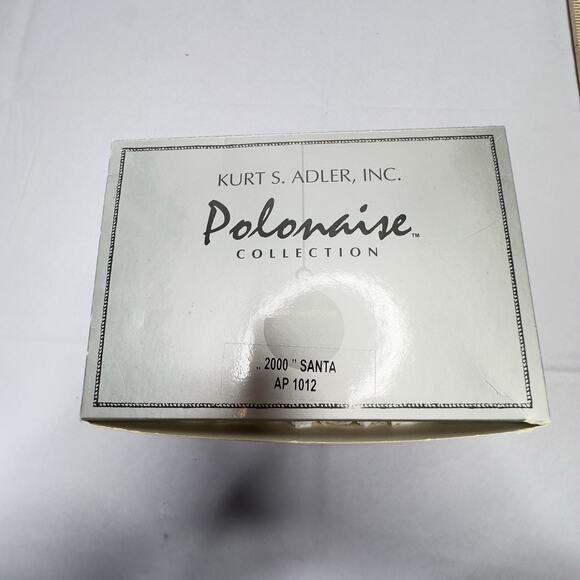 KURT S. ADLER, INC.
Polonaise™
COLLECTION
„ 2000 " SANTA
AP 1012